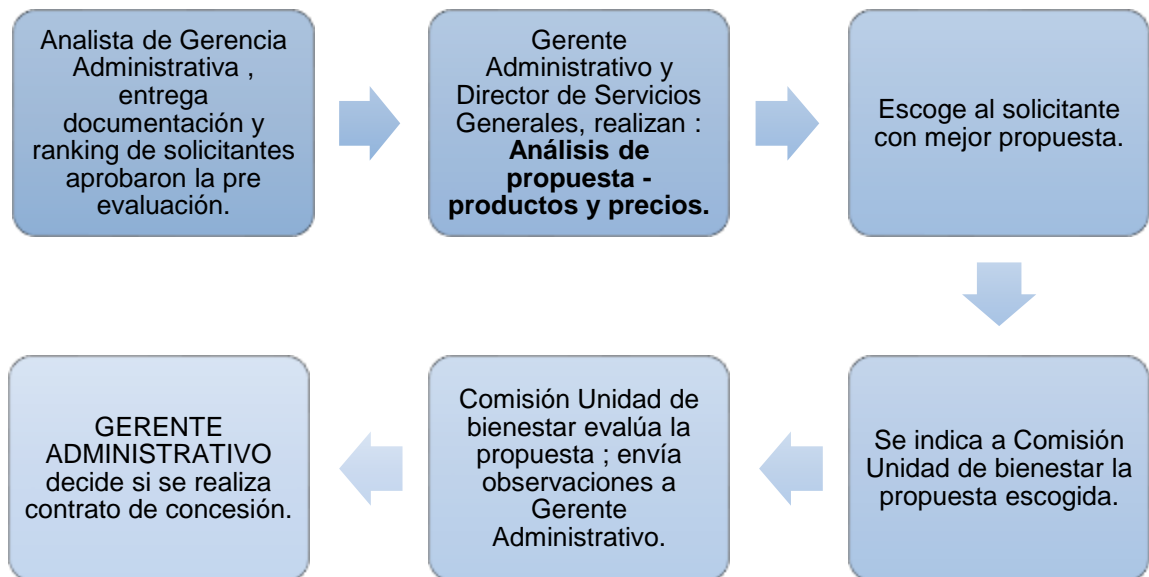 Analista de Gerencia
Administrativa ,
entrega
documentación y
ranking de solicitantes
aprobaron la pre
evaluación.
Gerente
Administrativo y
Director de Servicios
Generales, realizan :
Análisis de
propuesta -
productos y precios.
Escoge al solicitante
con mejor propuesta.
Se indica a Comisión
Unidad de bienestar la
propuesta escogida.
Comisión Unidad de
bienestar evalúa la
propuesta ; envía
observaciones a
Gerente
Administrativo.
GERENTE
ADMINISTRATIVO
decide si se realiza
contrato de concesión.